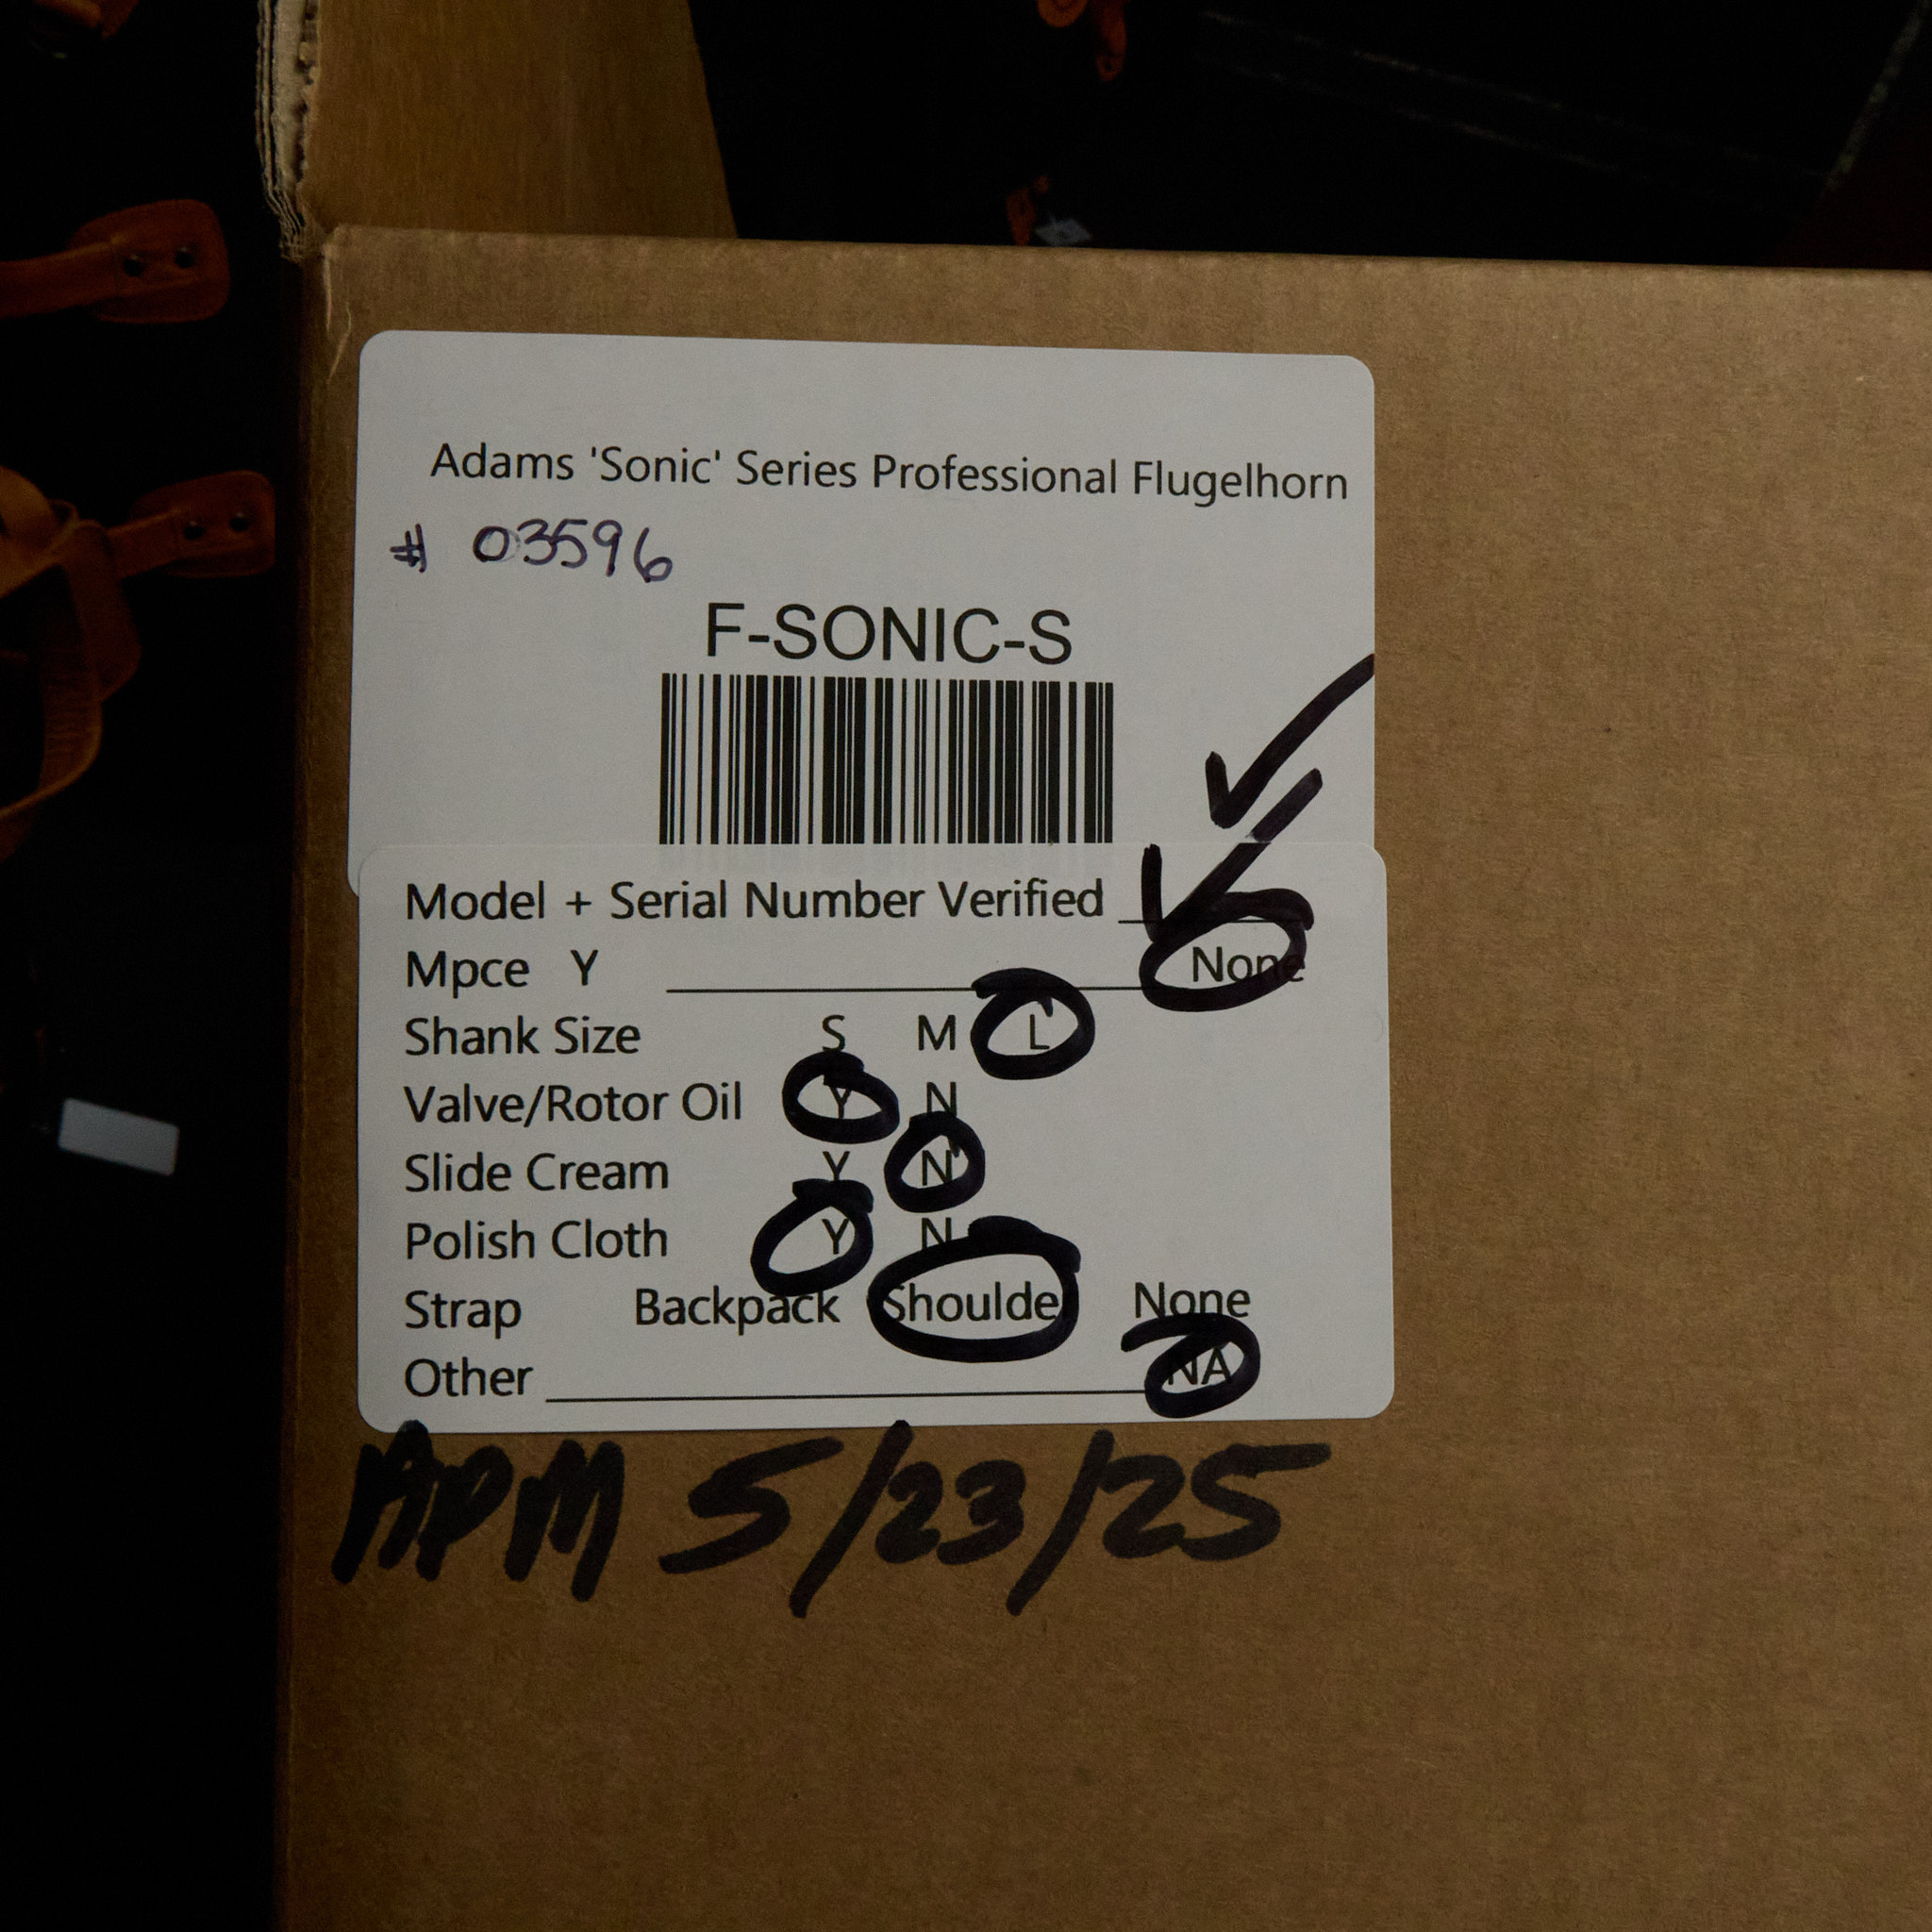 Adams 'Sonic' Series Professional Flugelhorn
# 03596
F-SONIC-S
Model + Serial Number Verified
Mpce Y None
Shank Size S M L
Valve/Rotor Oil Y N
Slide Cream Y N
Polish Cloth Y N
Strap Backpack Shoulder None
Other NA
APM 5/23/25